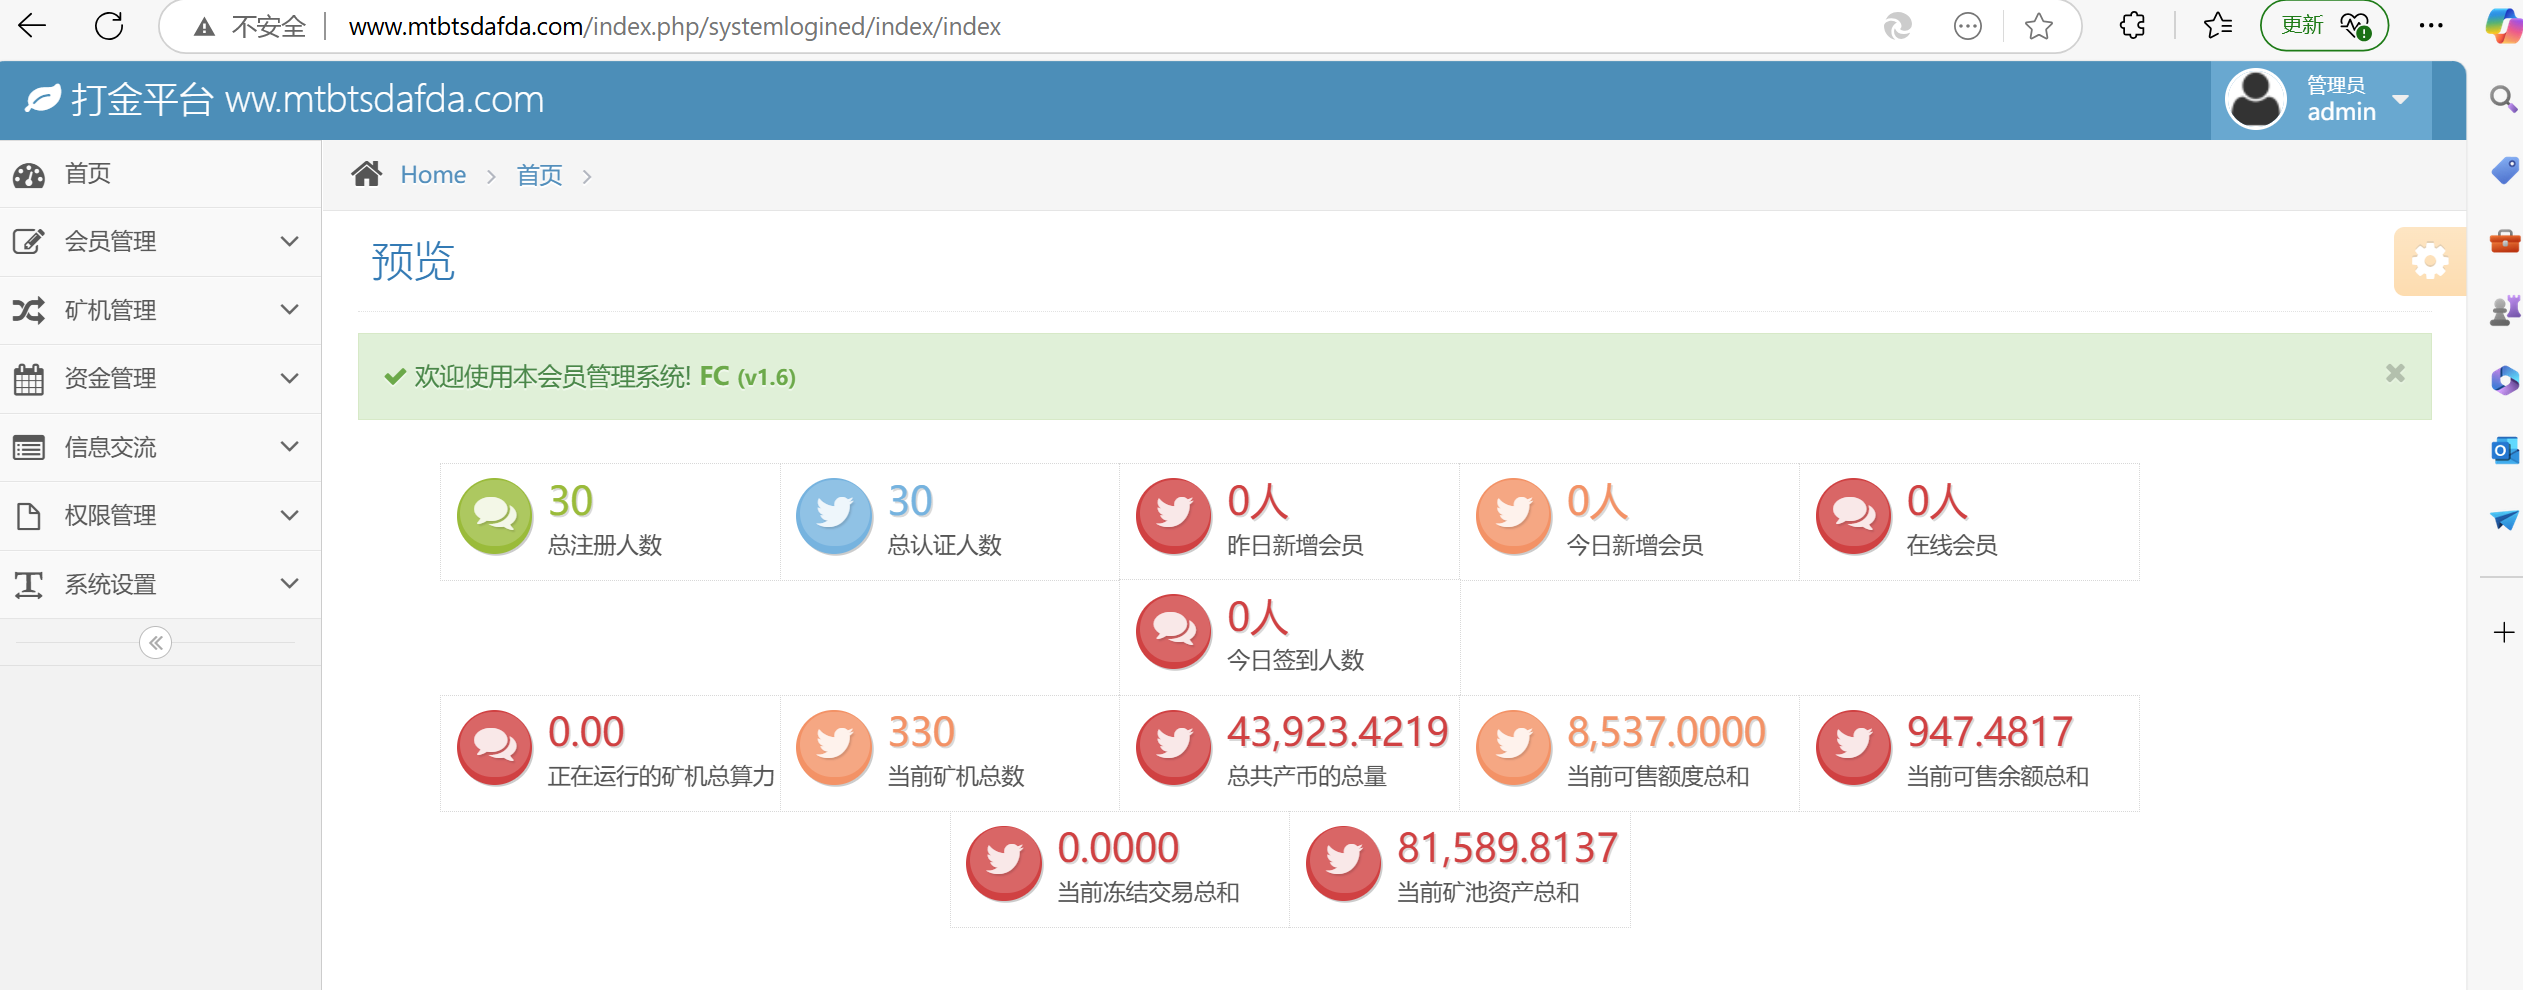 不安全 www.mtbtsdafda.com/index.php/systemlogined/index/index
更新
打金平台 ww.mtbtsdafda.com
管理员
admin
首页
会员管理
矿机管理
资金管理
信息交流
权限管理
系统设置
Home
首页
预览
欢迎使用本会员管理系统! FC (v1.6)
30
总注册人数
30
总认证人数
0人
昨日新增会员
0人
今日新增会员
0人
在线会员
0人
今日签到人数
0.00
正在运行的矿机总算力
330
当前矿机总数
43,923.4219
总共产币的总量
8,537.0000
当前可售额度总和
947.4817
当前可售余额总和
0.0000
当前冻结交易总和
81,589.8137
当前矿池资产总和